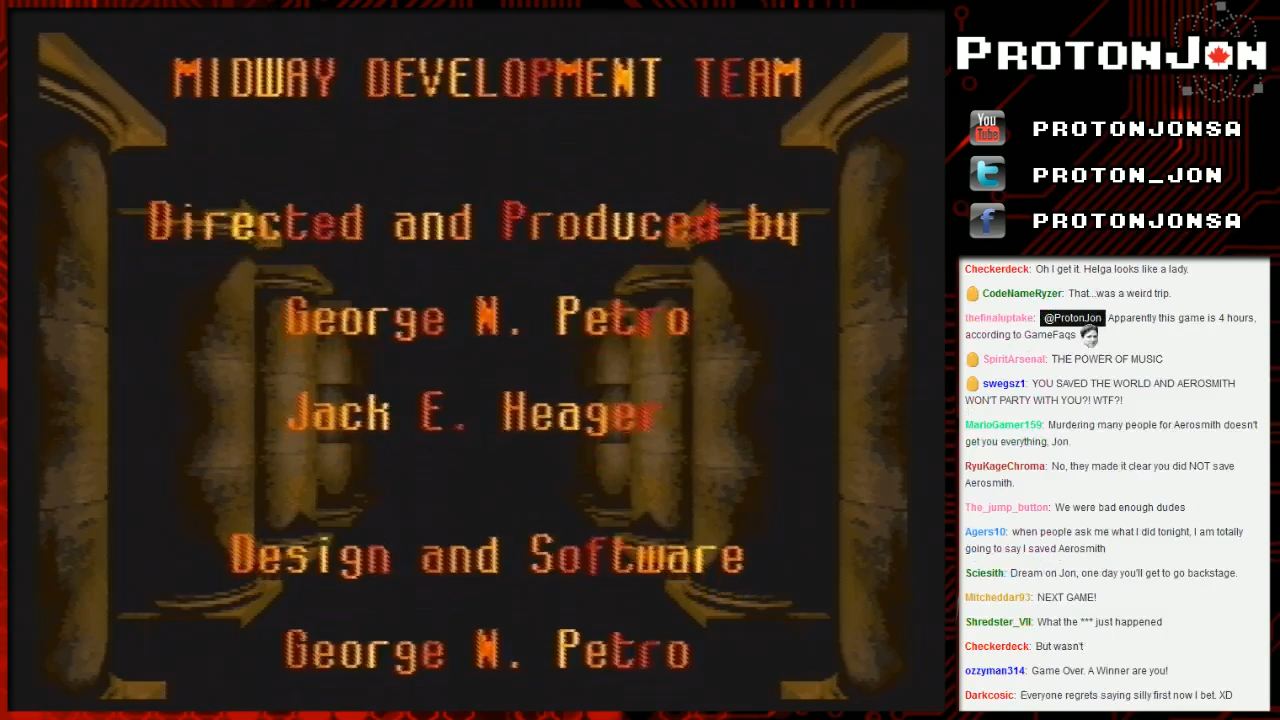 MIDWAY DEVELOPMENT TEAM
Directed and Produced by
George N. Petro
Jack E. Heager
Design and Software
George N. Petro
PROTONJON
You Tube PROTONJONSA
PROTON_JON
PROTONJONSA
Checkerdeck: Oh I get it. Helga looks like a lady.
CodeNameRyzer: That...was a weird trip.
thefinaluptake: @ProtonJon Apparently this game is 4 hours,
according to GameFaqs
SpiritArsenal: THE POWER OF MUSIC
swegsz1: YOU SAVED THE WORLD AND AEROSMITH
WON'T PARTY WITH YOU?! WTF?!
MarioGamer159: Murdering many people for Aerosmith doesn't
get you everything, Jon.
RyuKageChroma: No, they made it clear you did NOT save
Aerosmith.
The_jump_button: We were bad enough dudes
Agers10: when people ask me what I did tonight, I am totally
going to say I saved Aerosmith
Sciesith: Dream on Jon, one day you'll get to go backstage.
Mitcheddar93: NEXT GAME!
Shredster_VII: What the *** just happened
Checkerdeck: But wasn't
ozzyman314: Game Over. A Winner are you!
Darkcosic: Everyone regrets saying silly first now I bet. XD